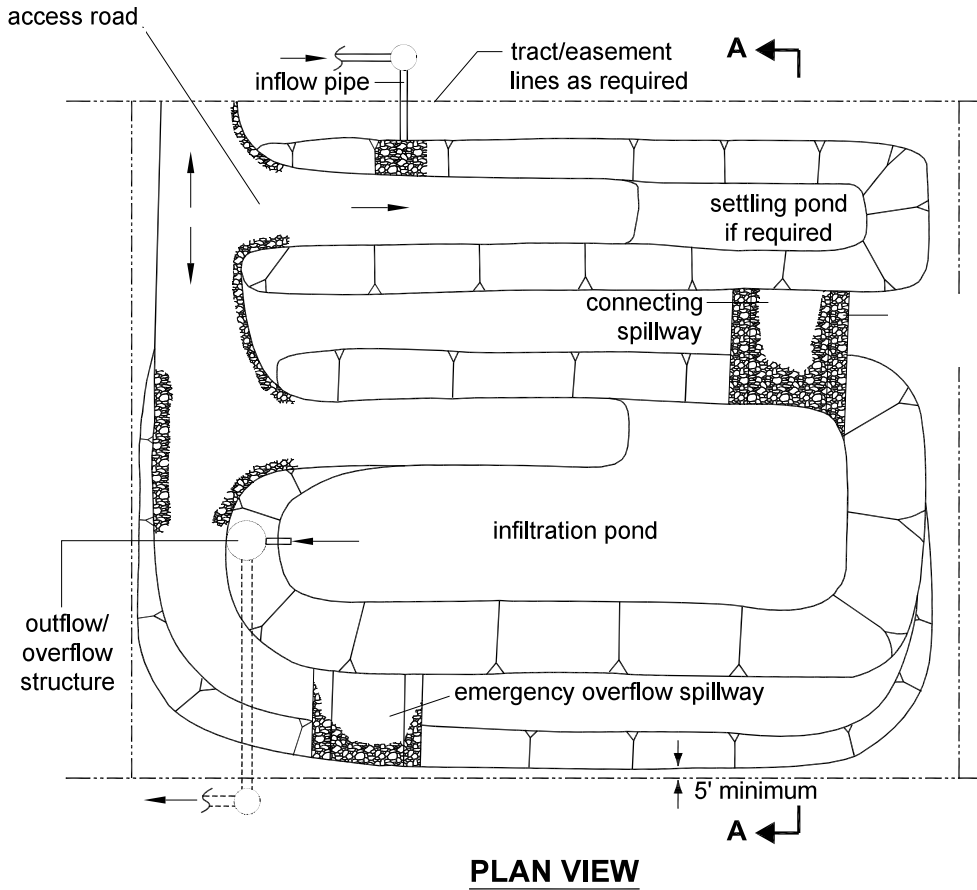 access road
inflow pipe
tract/easement
lines as required
A
settling pond
if required
connecting
spillway
infiltration pond
outflow/
overflow
structure
emergency overflow spillway
5' minimum
A
PLAN VIEW